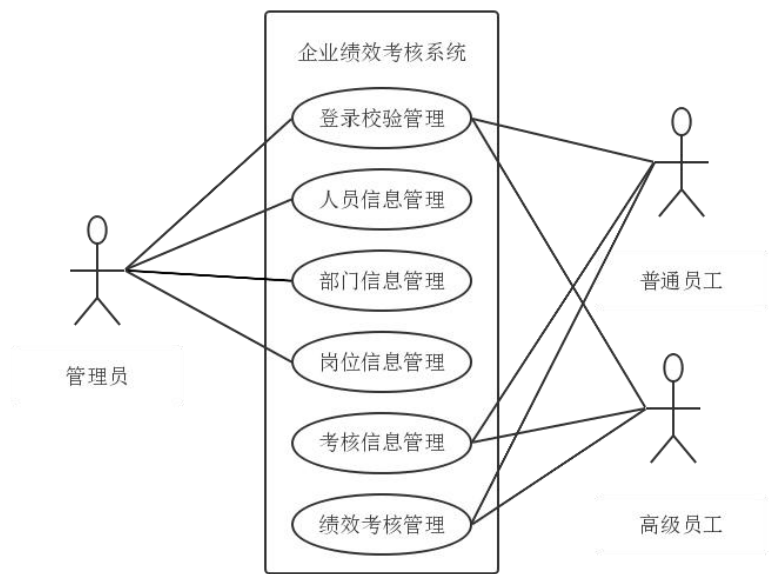 企业绩效考核系统
登录校验管理
人员信息管理
部门信息管理
普通员工
岗位信息管理
管理员
考核信息管理
绩效考核管理
高级员工